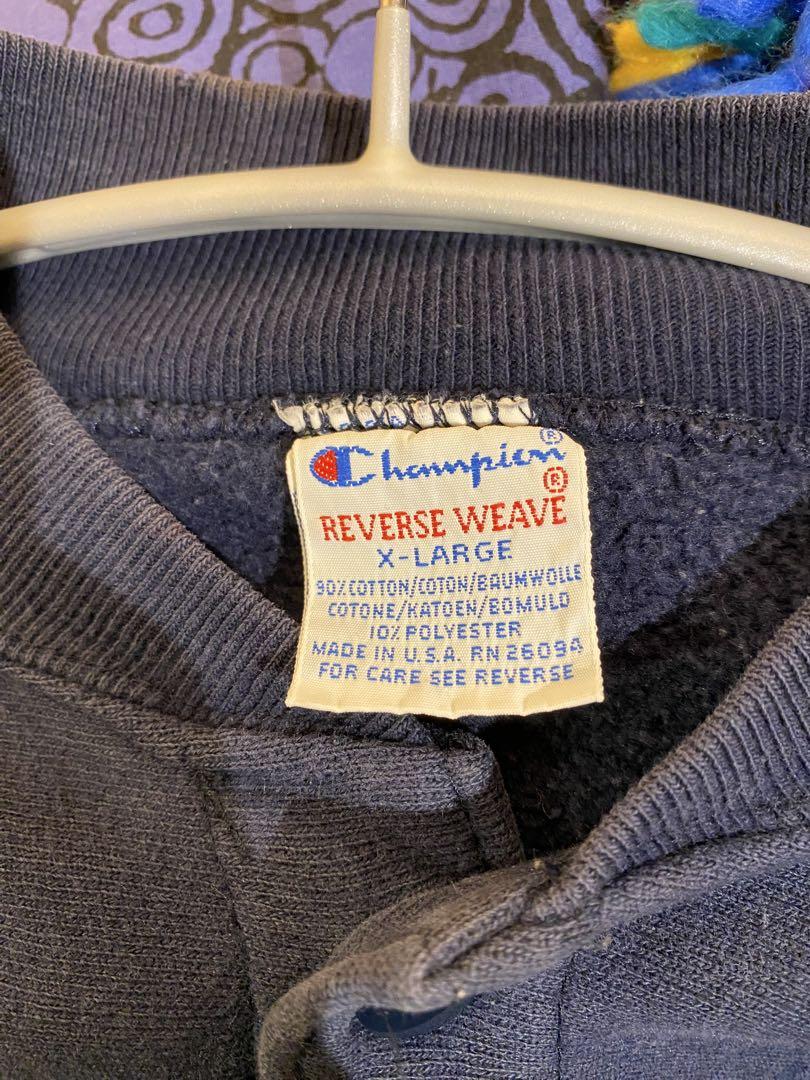 Champion®
REVERSE WEAVE®
X-LARGE
90% COTTON/COTON/BAUMWOLLE
COTONE/KATOEN/BOMULD
10% POLYESTER
MADE IN U.S.A. RN 26094
FOR CARE SEE REVERSE